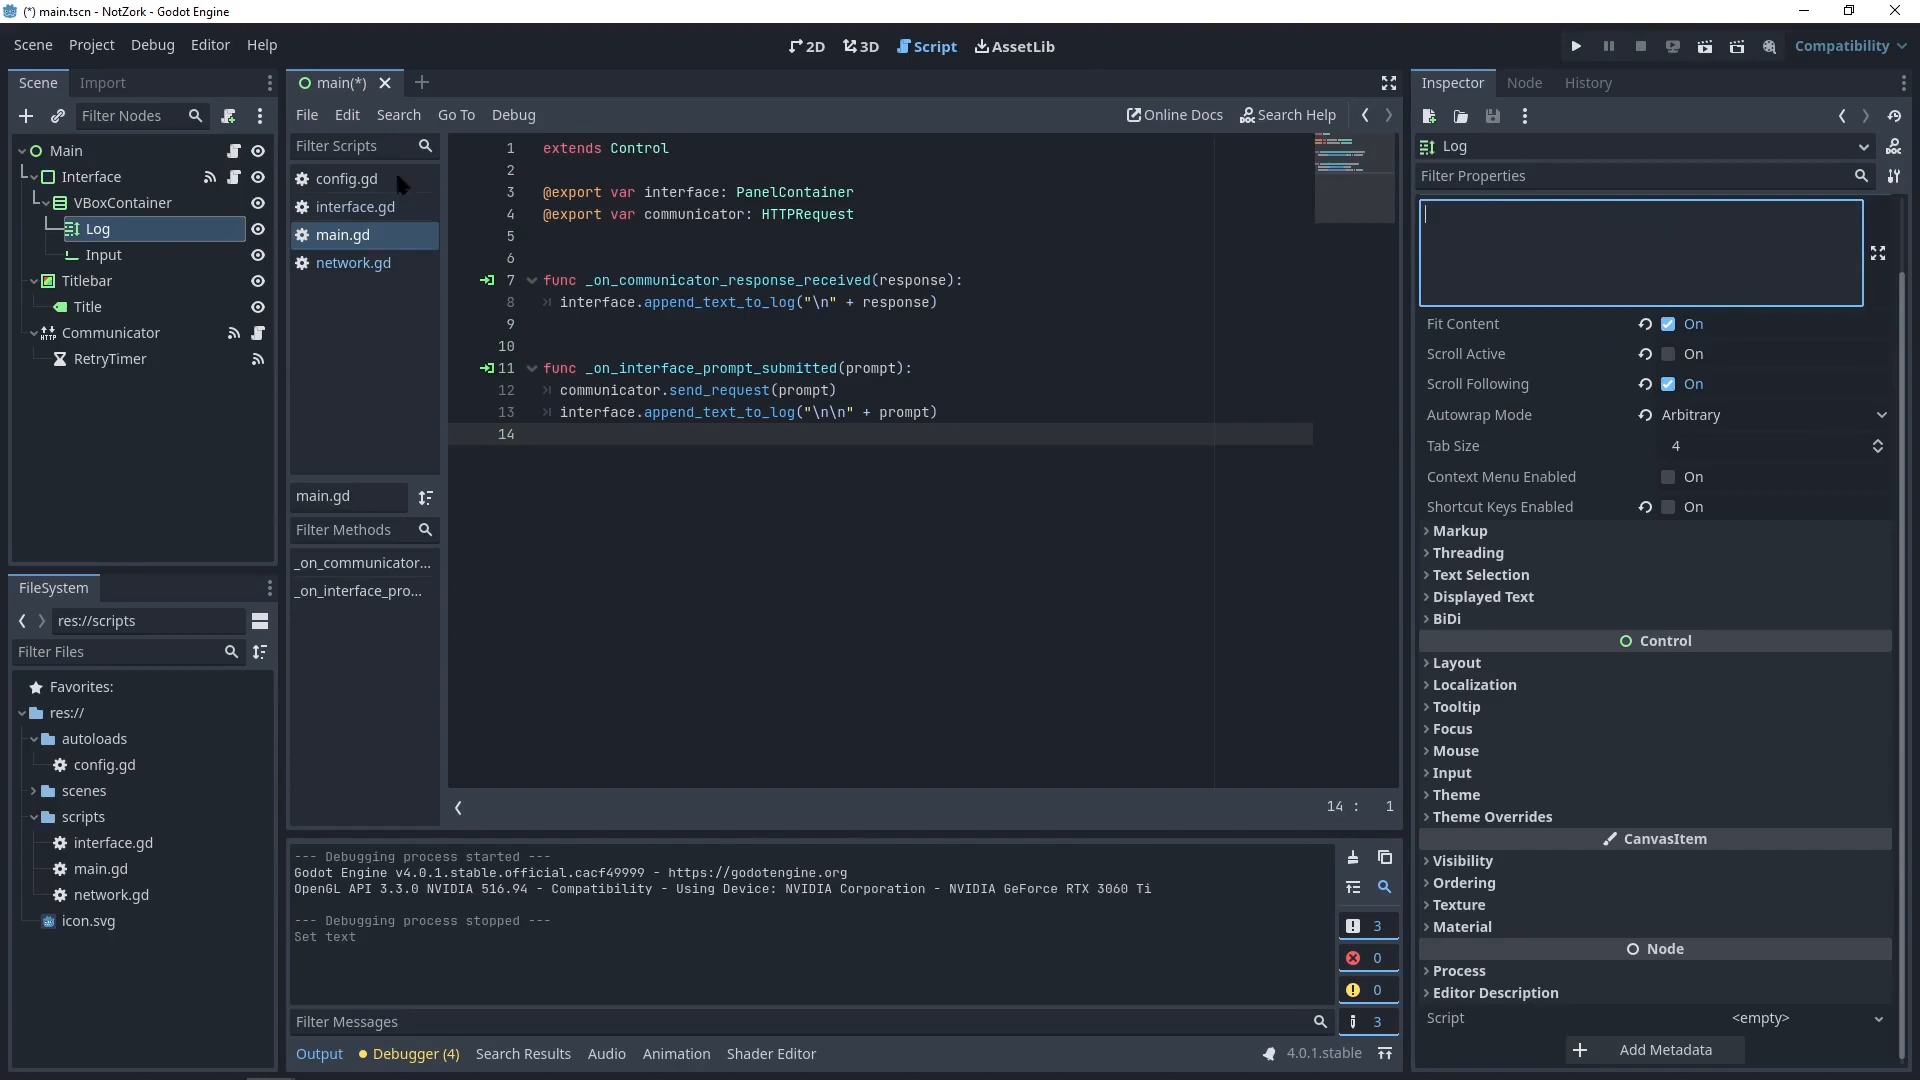 (*) main.tscn - NotZork - Godot Engine
Scene Project Debug Editor Help
2D 3D Script AssetLib
Compatibility
Scene Import
Filter Nodes
Main
Interface
VBoxContainer
Log
Input
Titlebar
Title
Communicator
RetryTimer
FileSystem
res://scripts
Filter Files
Favorites:
res://
autoloads
config.gd
scenes
scripts
interface.gd
main.gd
network.gd
icon.svg
main(*)
File Edit Search Go To Debug
Online Docs Search Help
Filter Scripts
config.gd
interface.gd
main.gd
network.gd
main.gd
Filter Methods
_on_communicator...
_on_interface_pro...
1 extends Control
2
3 @export var interface: PanelContainer
4 @export var communicator: HTTPRequest
5
6
7 func _on_communicator_response_received(response):
8 interface.append_text_to_log("\n" + response)
9
10
11 func _on_interface_prompt_submitted(prompt):
12 communicator.send_request(prompt)
13 interface.append_text_to_log("\n\n" + prompt)
14
14 : 1
--- Debugging process started ---
Godot Engine v4.0.1.stable.official.cacf49999 - https://godotengine.org
OpenGL API 3.3.0 NVIDIA 516.94 - Compatibility - Using Device: NVIDIA Corporation - NVIDIA GeForce RTX 3060 Ti
--- Debugging process stopped ---
Set text
3
0
0
3
Filter Messages
Output Debugger (4) Search Results Audio Animation Shader Editor
4.0.1.stable
Inspector Node History
Log
Filter Properties
Fit Content On
Scroll Active On
Scroll Following On
Autowrap Mode Arbitrary
Tab Size 4
Context Menu Enabled On
Shortcut Keys Enabled On
Markup
Threading
Text Selection
Displayed Text
BiDi
Control
Layout
Localization
Tooltip
Focus
Mouse
Input
Theme
Theme Overrides
CanvasItem
Visibility
Ordering
Texture
Material
Node
Process
Editor Description
Script <empty>
Add Metadata